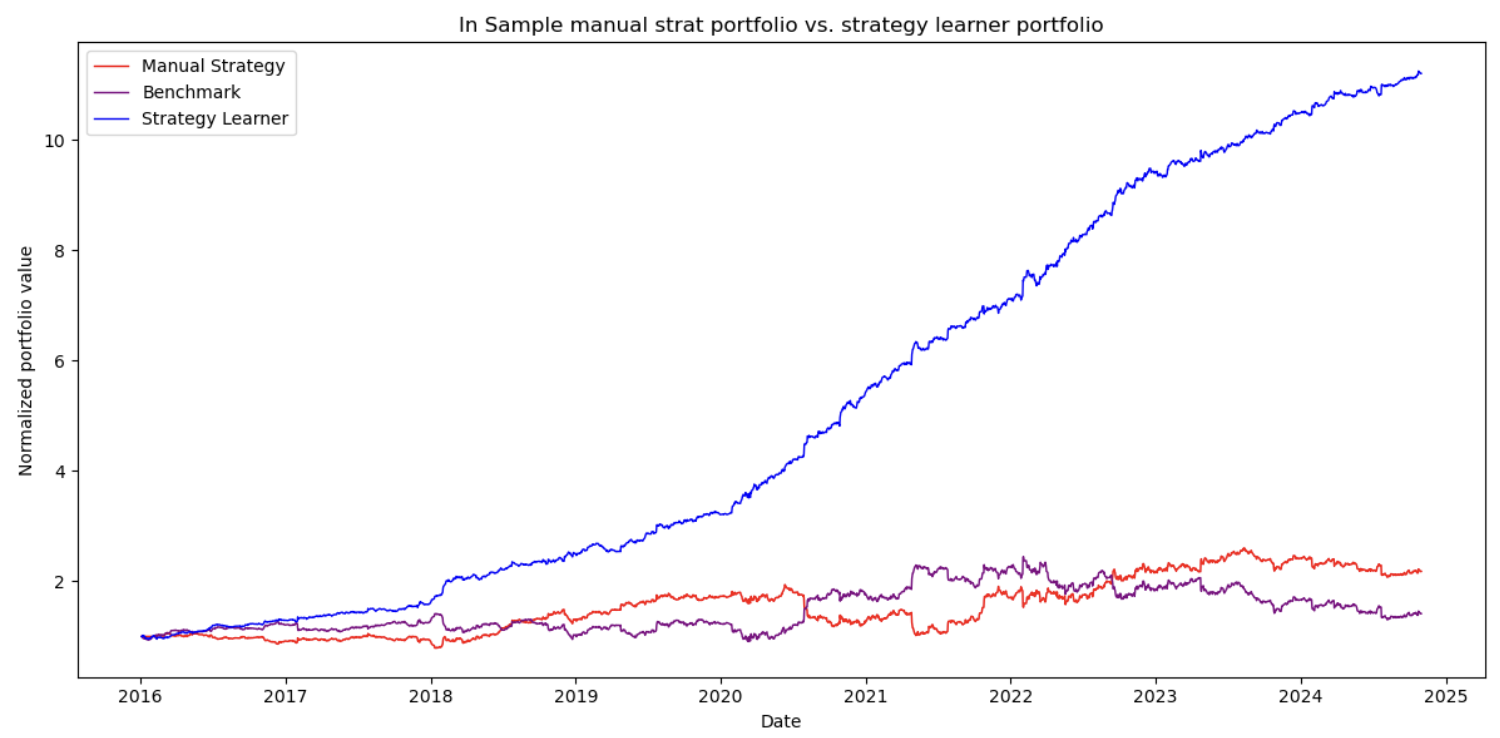 In Sample manual strat portfolio vs. strategy learner portfolio
Manual Strategy
Benchmark
Strategy Learner
Normalized portfolio value
10
8
6
4
2
2016 2017 2018 2019 2020 2021 2022 2023 2024 2025
Date